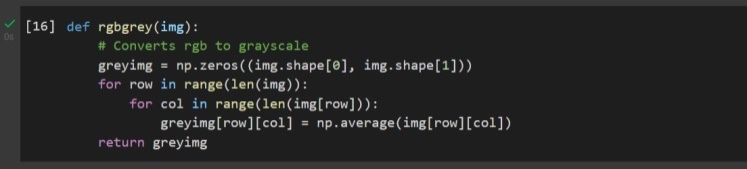 [16] def rgbgrey(img):
# Converts rgb to grayscale
greyimg = np.zeros((img.shape[0], img.shape[1]))
for row in range(len(img)):
for col in range(len(img[row])):
greyimg[row][col] = np.average(img[row][col])
return greyimg
0s